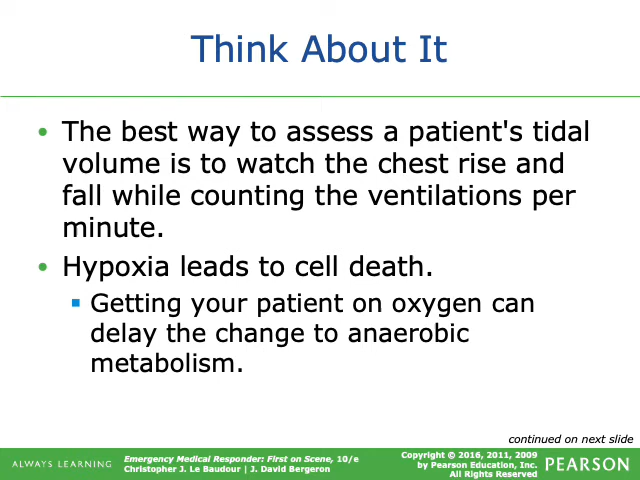 Think About It
• The best way to assess a patient's tidal
volume is to watch the chest rise and
fall while counting the ventilations per
minute.
• Hypoxia leads to cell death.
▪ Getting your patient on oxygen can
delay the change to anaerobic
metabolism.
continued on next slide
ALWAYS LEARNING
Emergency Medical Responder: First on Scene, 10/e
Christopher J. Le Baudour | J. David Bergeron
Copyright © 2016, 2011, 2009
by Pearson Education, Inc.
All Rights Reserved
PEARSON